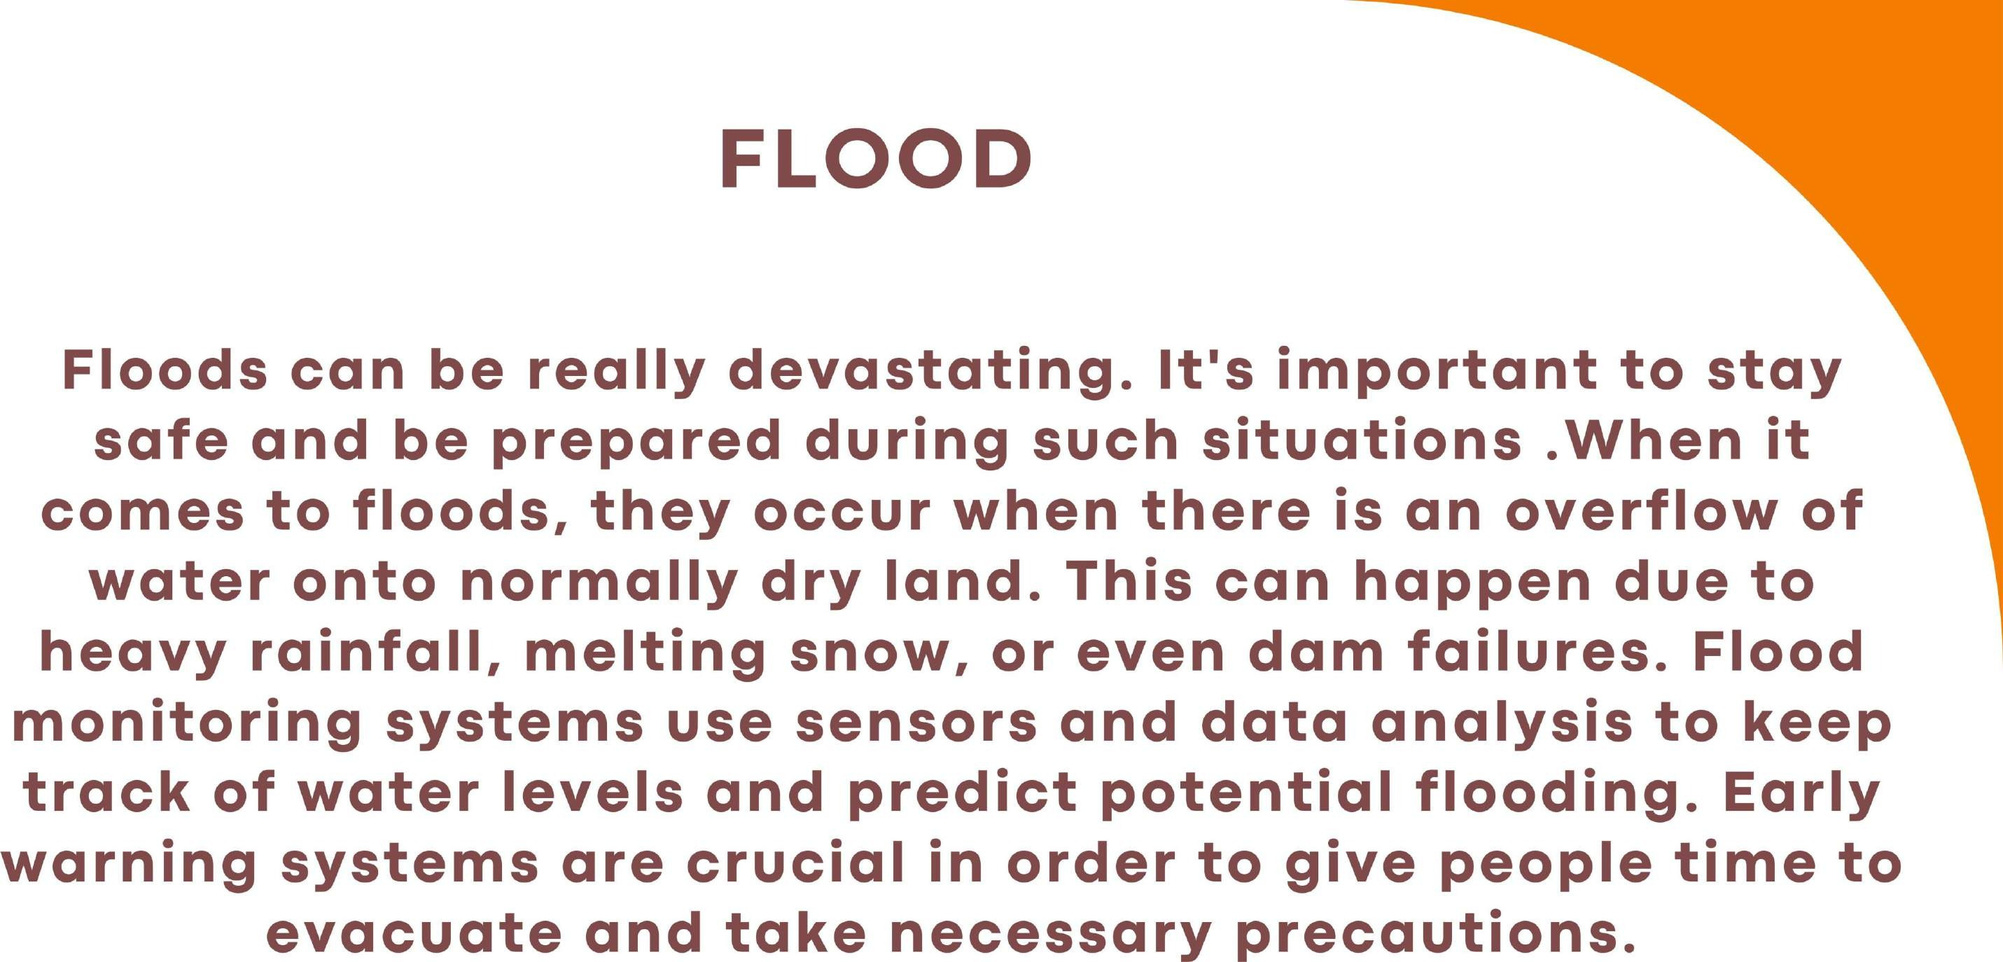 FLOOD
Floods can be really devastating. It's important to stay
safe and be prepared during such situations .When it
comes to floods, they occur when there is an overflow of
water onto normally dry land. This can happen due to
heavy rainfall, melting snow, or even dam failures. Flood
monitoring systems use sensors and data analysis to keep
track of water levels and predict potential flooding. Early
warning systems are crucial in order to give people time to
evacuate and take necessary precautions.